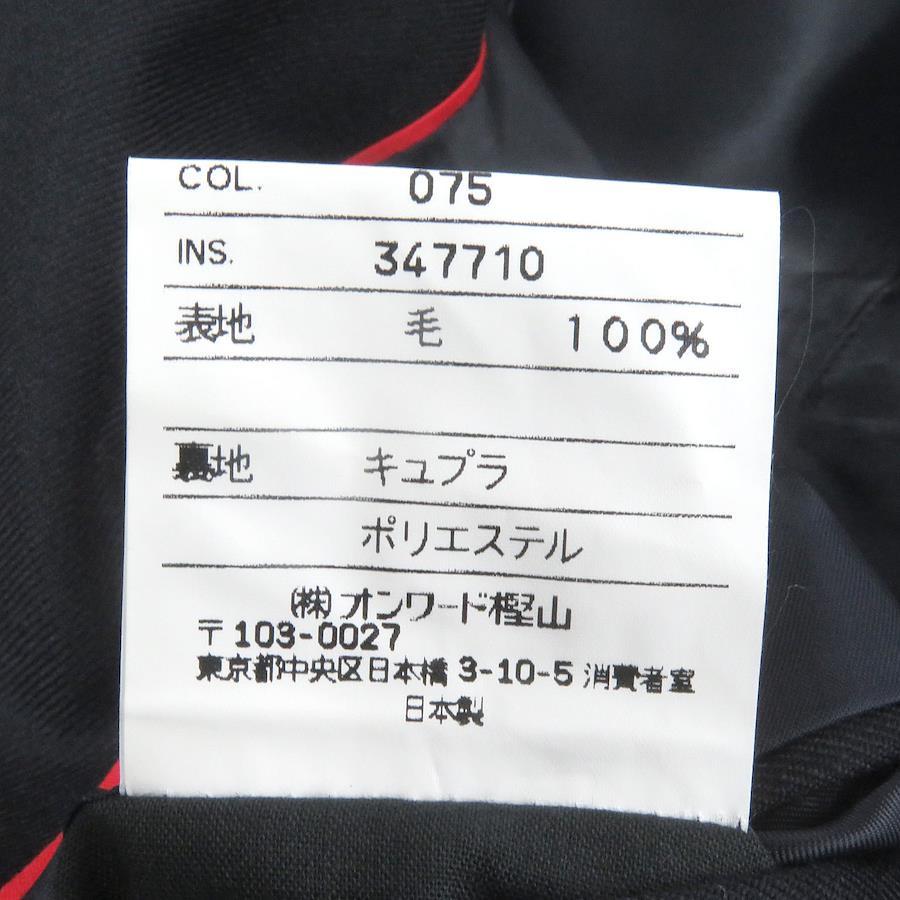 COL. 075
INS. 347710
表地 毛 100%
裏地 キュプラ
ポリエステル
㈱オンワード樫山
〒103-0027
東京都中央区日本橋 3-10-5 消費者室
日本製